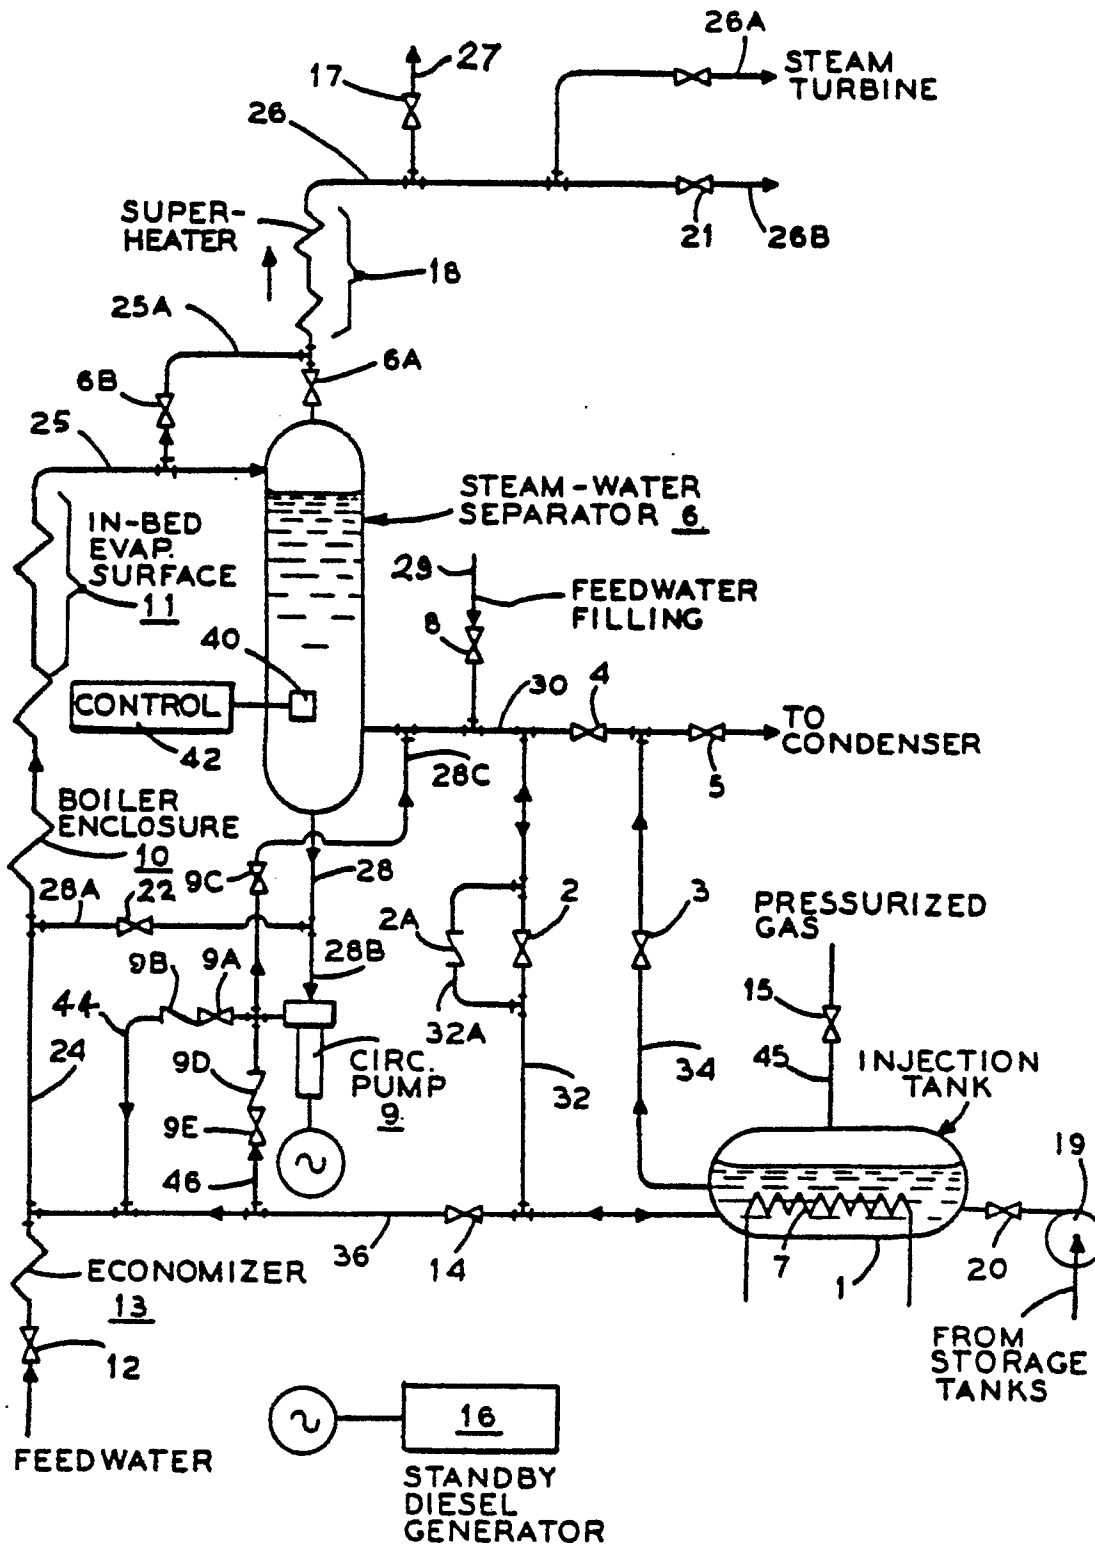 26A
STEAM
TURBINE
27
17
26
SUPER-
HEATER
21
26B
18
25A
6A
6B
25
STEAM-WATER
SEPARATOR 6
IN-BED
EVAP.
SURFACE
11
29
FEEDWATER
FILLING
8
40
30
4
CONTROL
42
TO
CONDENSER
28C
5
BOILER
ENCLOSURE
10
9C
28
28A
22
2
3
2A
PRESSURIZED
GAS
28B
9B
9A
15
44
32A
24
CIRC.
PUMP
9
34
45
INJECTION
TANK
9D
32
9E
19
46
36
14
7
1
20
ECONOMIZER
13
12
FROM
STORAGE
TANKS
~
~
16
FEEDWATER
STANDBY
DIESEL
GENERATOR